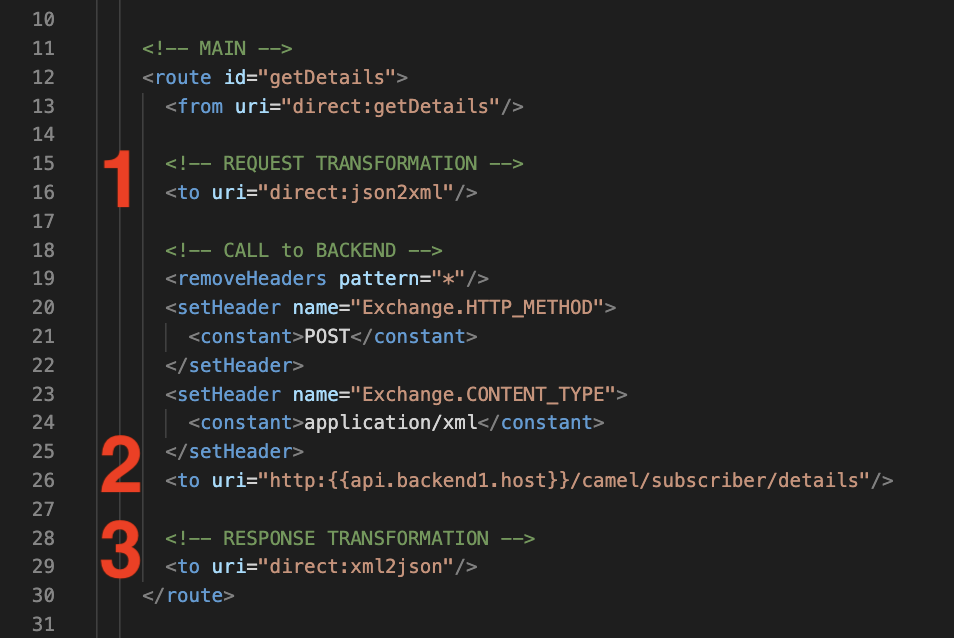 10
11 <!-- MAIN -->
12 <route id="getDetails">
13 <from uri="direct:getDetails"/>
14
15 <!-- REQUEST TRANSFORMATION -->
1
16 <to uri="direct:json2xml"/>
17
18 <!-- CALL to BACKEND -->
19 <removeHeaders pattern="*"/>
20 <setHeader name="Exchange.HTTP_METHOD">
21 <constant>POST</constant>
22 </setHeader>
23 <setHeader name="Exchange.CONTENT_TYPE">
24 <constant>application/xml</constant>
25 </setHeader>
2
26 <to uri="http:{{api.backend1.host}}/camel/subscriber/details"/>
27
28 <!-- RESPONSE TRANSFORMATION -->
3
29 <to uri="direct:xml2json"/>
30 </route>
31